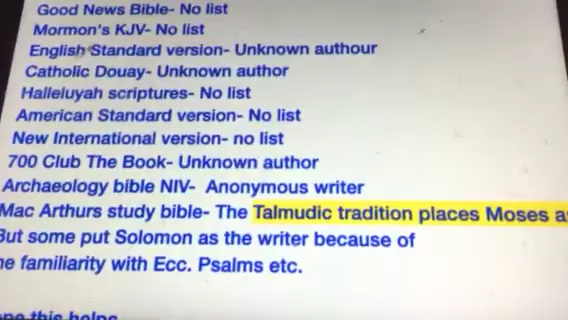 Good News Bible- No list
Mormon's KJV- No list
English Standard version- Unknown authour
Catholic Douay- Unknown author
Halleluyah scriptures- No list
American Standard version- No list
New International version- no list
700 Club The Book- Unknown author
Archaeology bible NIV- Anonymous writer
Mac Arthurs study bible- The Talmudic tradition places Moses
But some put Solomon as the writer because of
familiarity with Ecc. Psalms etc.
this helps